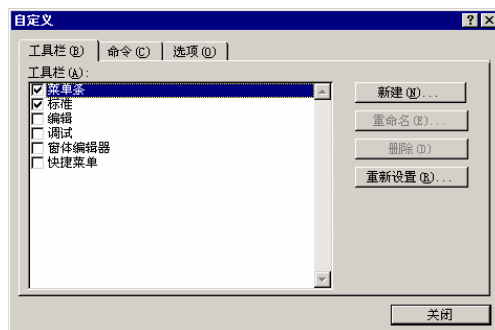 自定义
工具栏(B) 命令(C) 选项(O)
工具栏(A):
菜单条
标准
编辑
调试
窗体编辑器
快捷菜单
新建(N)...
重命名(E)...
删除(D)
重新设置(R)...
关闭